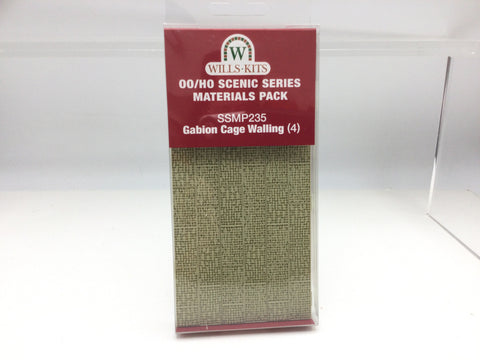 W
WILLS-KITS
OO/HO SCENIC SERIES
MATERIALS PACK
SSMP235
Gabion Cage Walling (4)